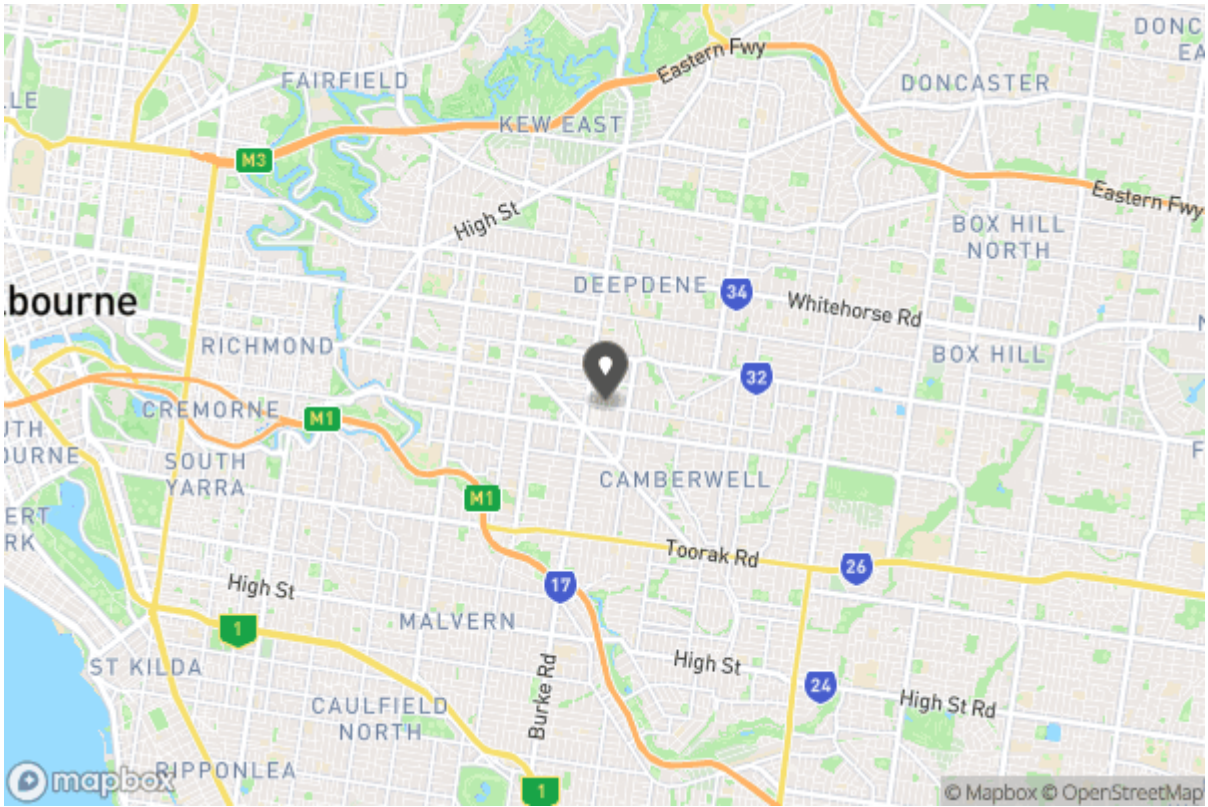 DONC
EA
Eastern Fwy
FAIRFIELD
DONCASTER
LLE
KEW EAST
M3
Eastern Fwy
High St
BOX HILL
NORTH
DEEPDENE
34
bourne
Whitehorse Rd
N
RICHMOND
BOX HILL
32
CREMORNE
M1
UTH
OURNE
F
SOUTH
YARRA
CAMBERWELL
M1
ERT
RK
Toorak Rd
26
17
High St
1
MALVERN
ST KILDA
High St
24
Burke Rd
High St Rd
CAULFIELD
NORTH
RIPPONLEA
mapbox
1
© Mapbox © OpenStreetMap